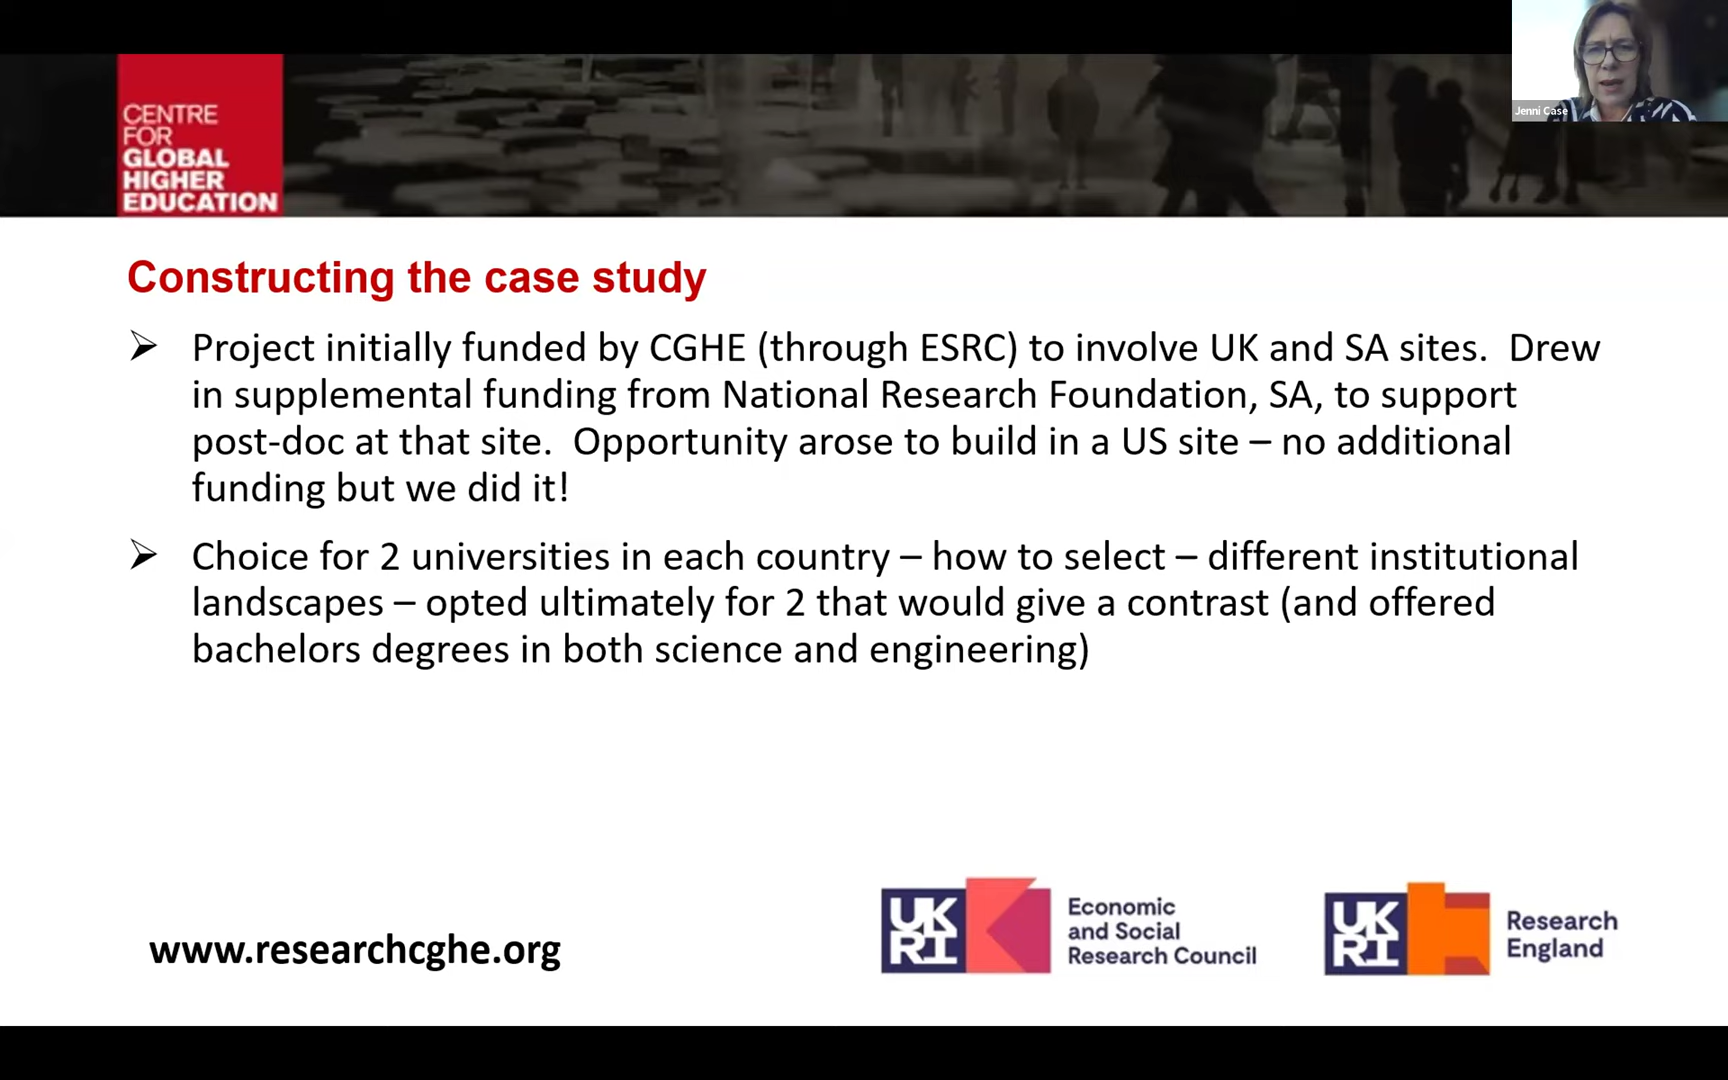 Jenni Case
CENTRE
FOR
GLOBAL
HIGHER
EDUCATION
Constructing the case study
➢ Project initially funded by CGHE (through ESRC) to involve UK and SA sites.  Drew
in supplemental funding from National Research Foundation, SA, to support
post-doc at that site.  Opportunity arose to build in a US site – no additional
funding but we did it!
➢ Choice for 2 universities in each country – how to select – different institutional
landscapes – opted ultimately for 2 that would give a contrast (and offered
bachelors degrees in both science and engineering)
www.researchcghe.org
UK
RI
Economic
and Social
Research Council
UK
RI
Research
England